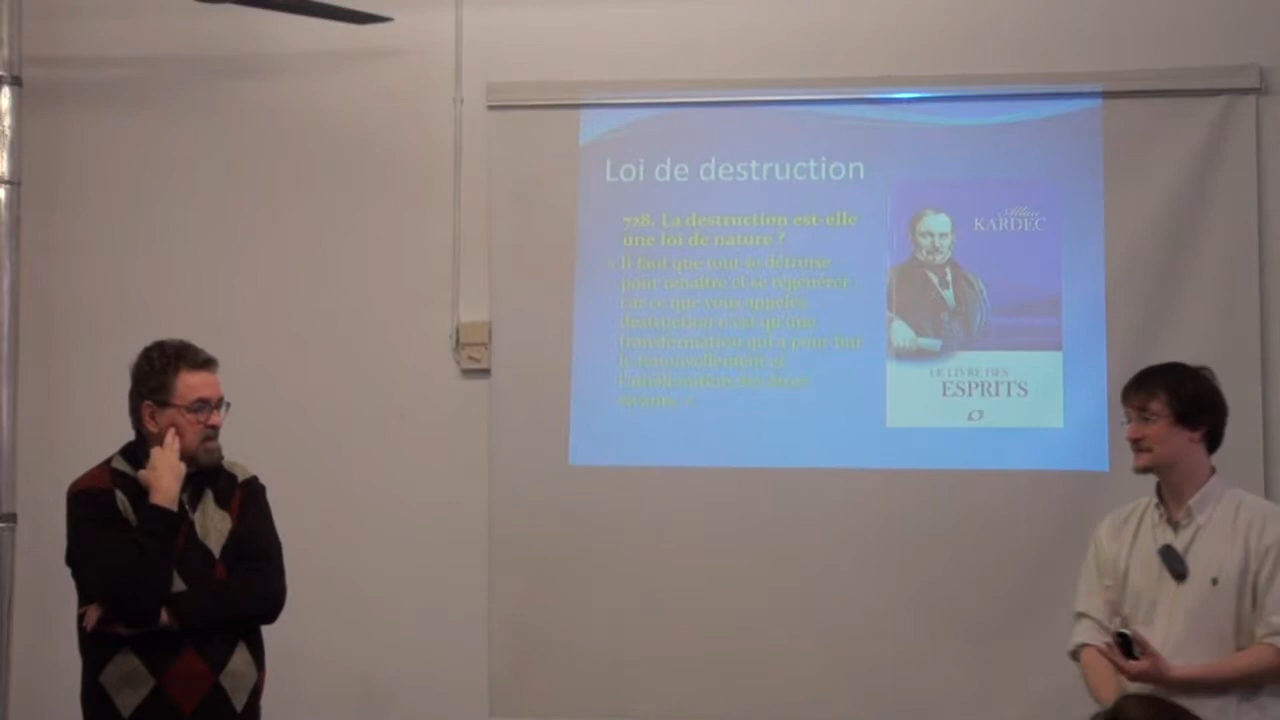 Loi de destruction
728. La destruction est-elle
une loi de nature ?
« Il faut que tout se détruise
pour renaître et se régénérer ;
car ce que vous appelez
destruction n'est qu'une
transformation qui a pour but
le renouvellement et
l'amélioration des êtres
vivants. »
Allan
KARDEC
LE LIVRE DES
ESPRITS